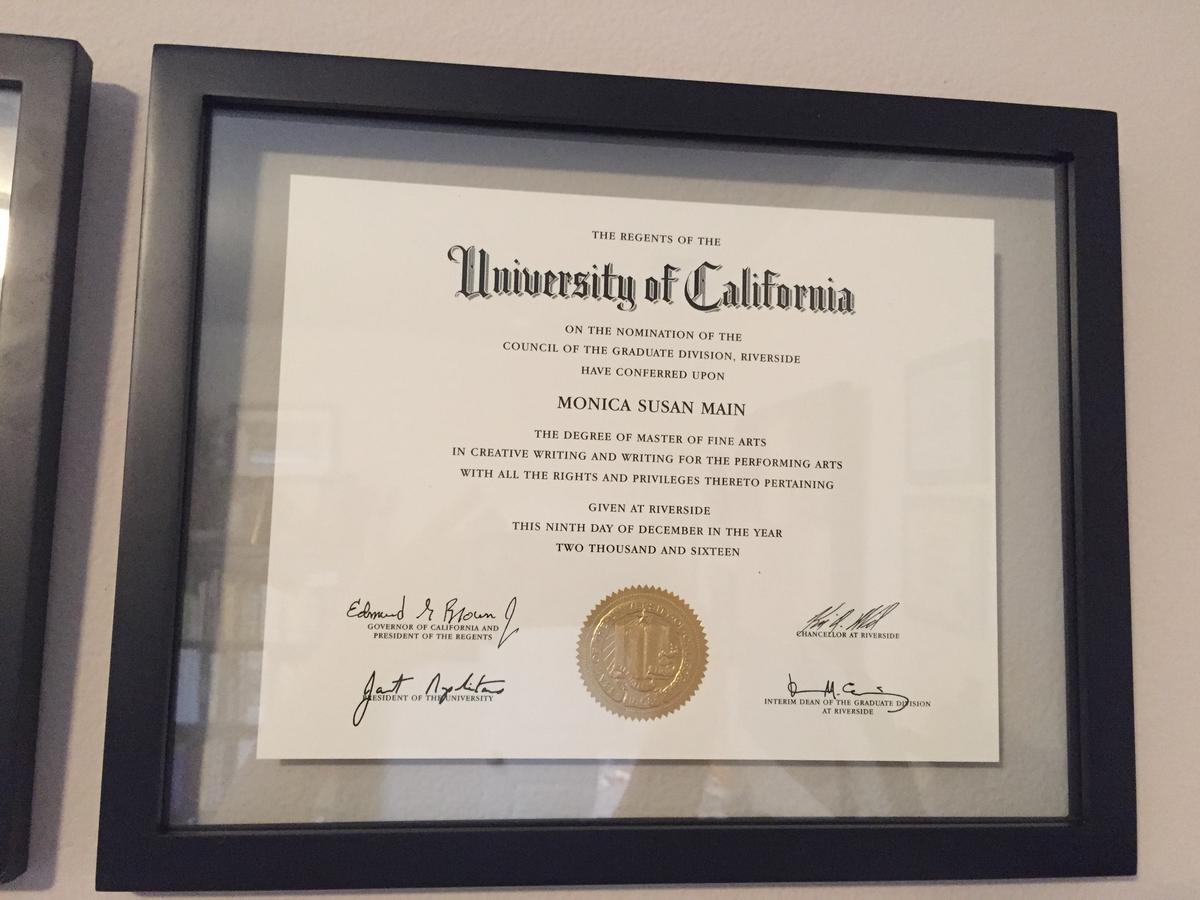 THE REGENTS OF THE
University of California
ON THE NOMINATION OF THE
COUNCIL OF THE GRADUATE DIVISION, RIVERSIDE
HAVE CONFERRED UPON
MONICA SUSAN MAIN
THE DEGREE OF MASTER OF FINE ARTS
IN CREATIVE WRITING AND WRITING FOR THE PERFORMING ARTS
WITH ALL THE RIGHTS AND PRIVILEGES THERETO PERTAINING
GIVEN AT RIVERSIDE
THIS NINTH DAY OF DECEMBER IN THE YEAR
TWO THOUSAND AND SIXTEEN
Edmund G Brown Jr
GOVERNOR OF CALIFORNIA AND
PRESIDENT OF THE REGENTS
CHANCELLOR AT RIVERSIDE
Janet Napolitano
PRESIDENT OF THE UNIVERSITY
INTERIM DEAN OF THE GRADUATE DIVISION
AT RIVERSIDE